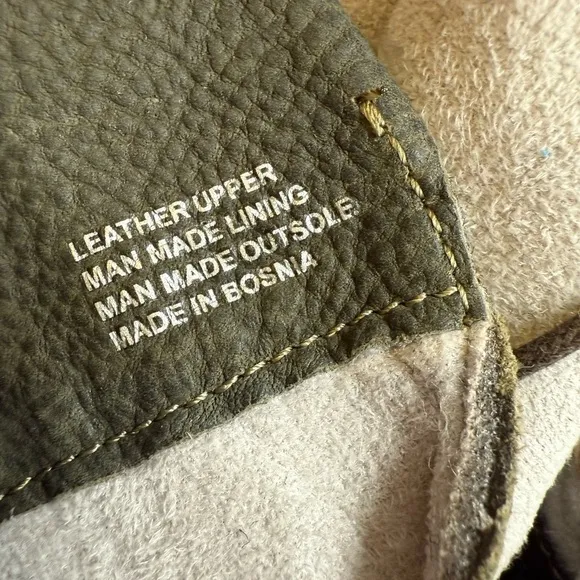 LEATHER UPPER
MAN MADE LINING
MAN MADE OUTSOLE
MADE IN BOSNIA